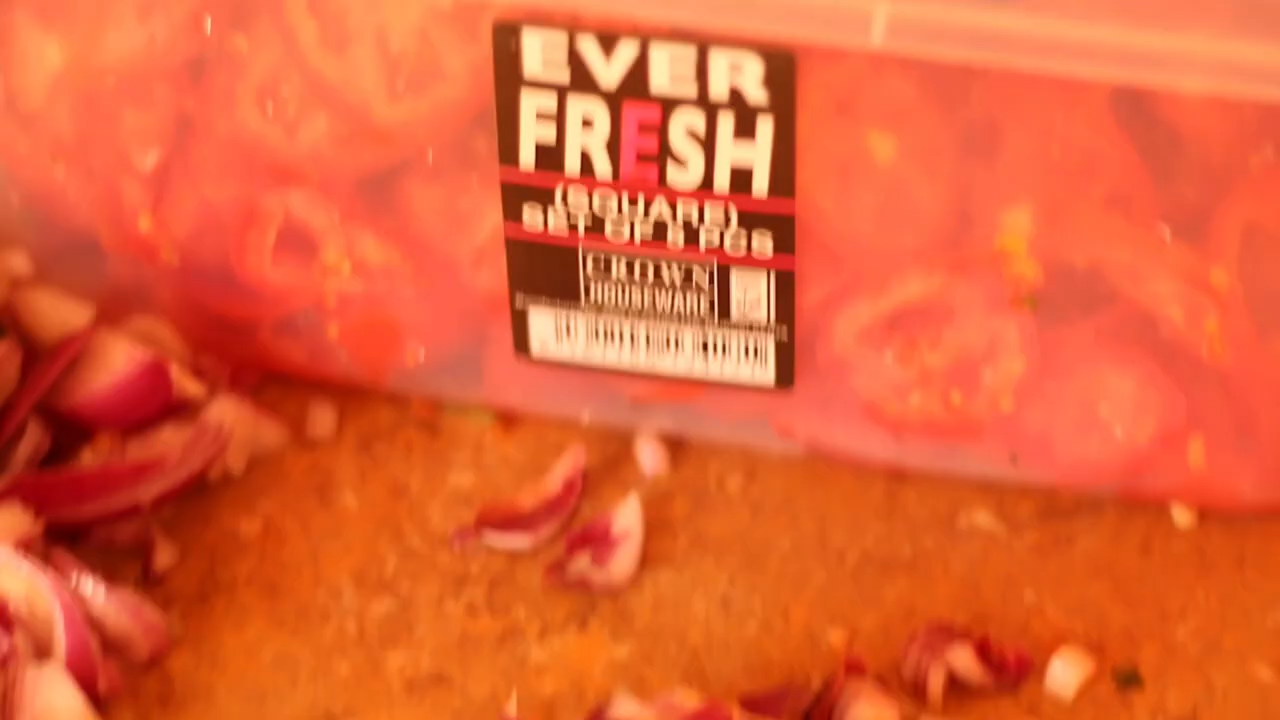 EVER
FRESH
(SQUARE)
SET OF 3 PCS
CROWN
HOUSEWARE